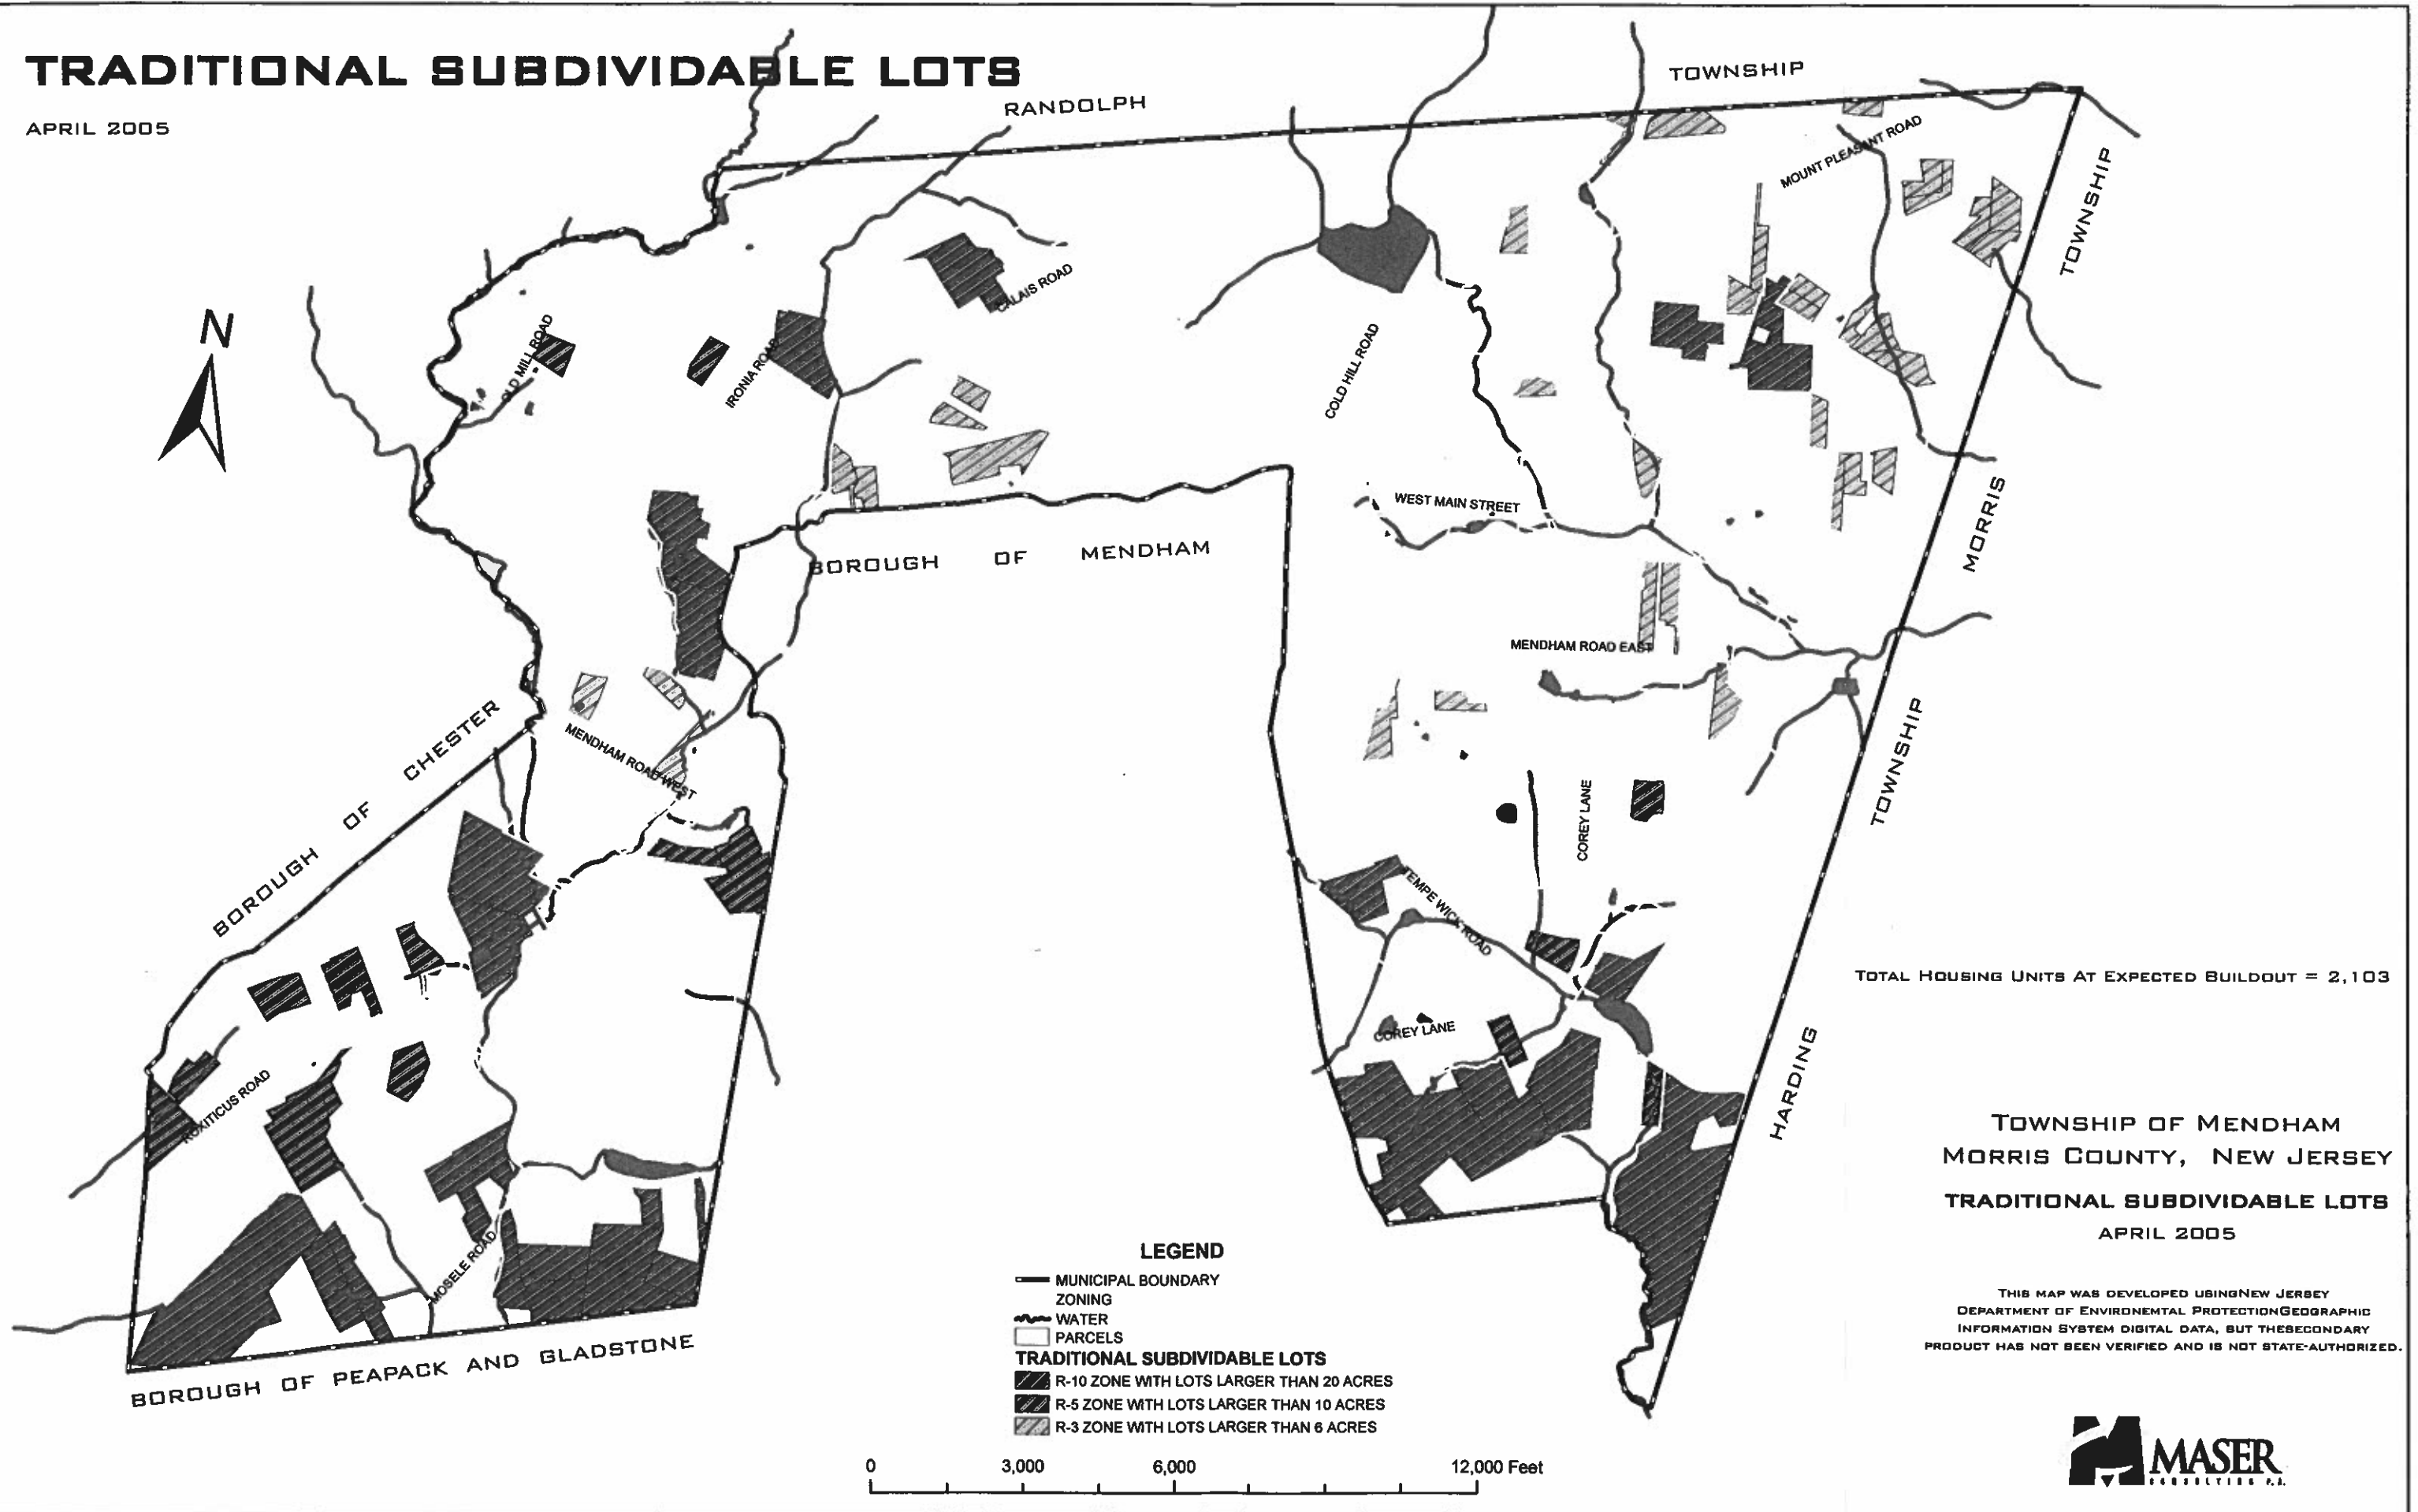 TRADITIONAL SUBDIVIDABLE LOTS
APRIL 2005
RANDOLPH
TOWNSHIP
MOUNT PLEASANT ROAD
TOWNSHIP
CALAIS ROAD
N
OLD MILL ROAD
IRONIA ROAD
COLD HILL ROAD
WEST MAIN STREET
MORRIS
BOROUGH OF MENDHAM
MENDHAM ROAD EAST
BOROUGH OF CHESTER
MENDHAM ROAD WEST
TOWNSHIP
COREY LANE
TEMPE WICK ROAD
TOTAL HOUSING UNITS AT EXPECTED BUILDOUT = 2,103
COREY LANE
HARDING
ROXITICUS ROAD
MOSELE ROAD
BOROUGH OF PEAPACK AND GLADSTONE
LEGEND
MUNICIPAL BOUNDARY
ZONING
WATER
PARCELS
TRADITIONAL SUBDIVIDABLE LOTS
R-10 ZONE WITH LOTS LARGER THAN 20 ACRES
R-5 ZONE WITH LOTS LARGER THAN 10 ACRES
R-3 ZONE WITH LOTS LARGER THAN 6 ACRES
0 3,000 6,000 12,000 Feet
TOWNSHIP OF MENDHAM
MORRIS COUNTY, NEW JERSEY
TRADITIONAL SUBDIVIDABLE LOTS
APRIL 2005
THIS MAP WAS DEVELOPED USINGNEW JERSEY
DEPARTMENT OF ENVIRONEMTAL PROTECTIONGEOGRAPHIC
INFORMATION SYSTEM DIGITAL DATA, BUT THESECONDARY
PRODUCT HAS NOT BEEN VERIFIED AND IS NOT STATE-AUTHORIZED.
MASER
CONSULTING P.A.